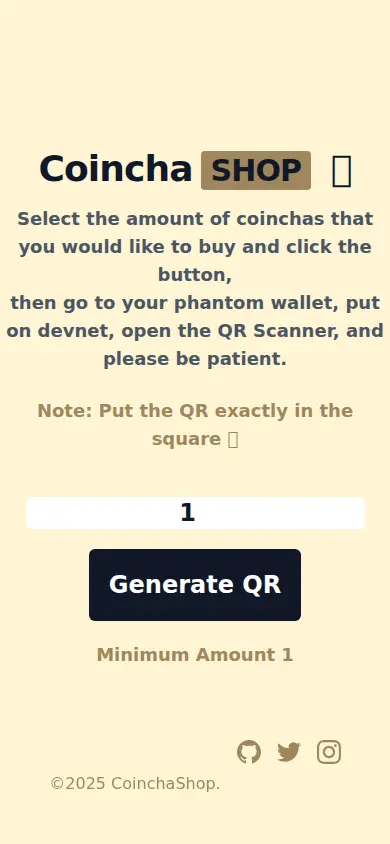 Coincha SHOP
Select the amount of coinchas that
you would like to buy and click the
button,
then go to your phantom wallet, put
on devnet, open the QR Scanner, and
please be patient.
Note: Put the QR exactly in the
square
1
Generate QR
Minimum Amount 1
©2025 CoinchaShop.